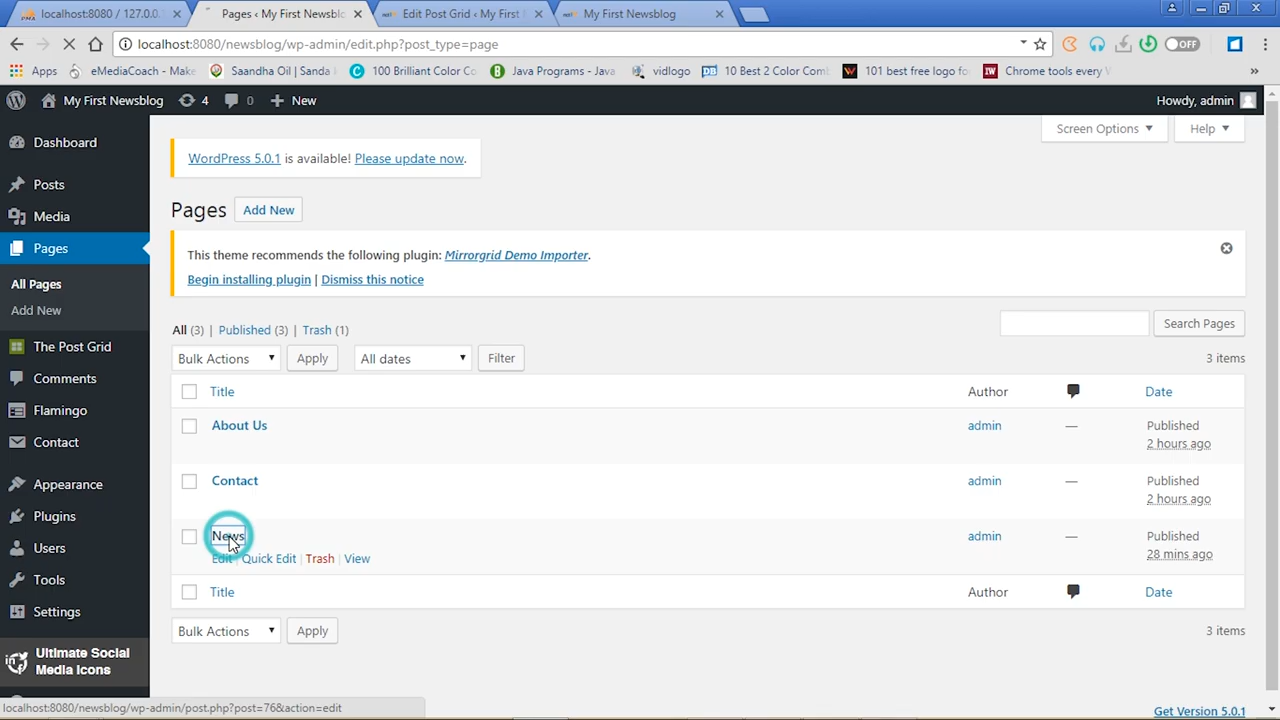 localhost:8080 / 127.0.
Pages < My First Newsblo
Edit Post Grid < My First
My First Newsblog
localhost:8080/newsblog/wp-admin/edit.php?post_type=page
OFF
Apps
eMediaCoach - Make
Saandha Oil | Sanda
100 Brilliant Color Co
Java Programs - Java
vidlogo
10 Best 2 Color Comb
101 best free logo fo
Chrome tools every
»
My First Newsblog
4
0
+ New
Howdy, admin
Dashboard
Posts
Media
Pages
All Pages
Add New
The Post Grid
Comments
Flamingo
Contact
Appearance
Plugins
Users
Tools
Settings
Ultimate Social
Media Icons
Screen Options
Help
WordPress 5.0.1 is available! Please update now.
Pages
Add New
This theme recommends the following plugin: Mirrorgrid Demo Importer.
Begin installing plugin | Dismiss this notice
All (3) | Published (3) | Trash (1)
Search Pages
Bulk Actions
Apply
All dates
Filter
3 items
Title
Author
Date
About Us
admin
—
Published
2 hours ago
Contact
admin
—
Published
2 hours ago
News
admin
—
Published
28 mins ago
Edit | Quick Edit | Trash | View
Title
Author
Date
Bulk Actions
Apply
3 items
localhost:8080/newsblog/wp-admin/post.php?post=76&action=edit
Get Version 5.0.1